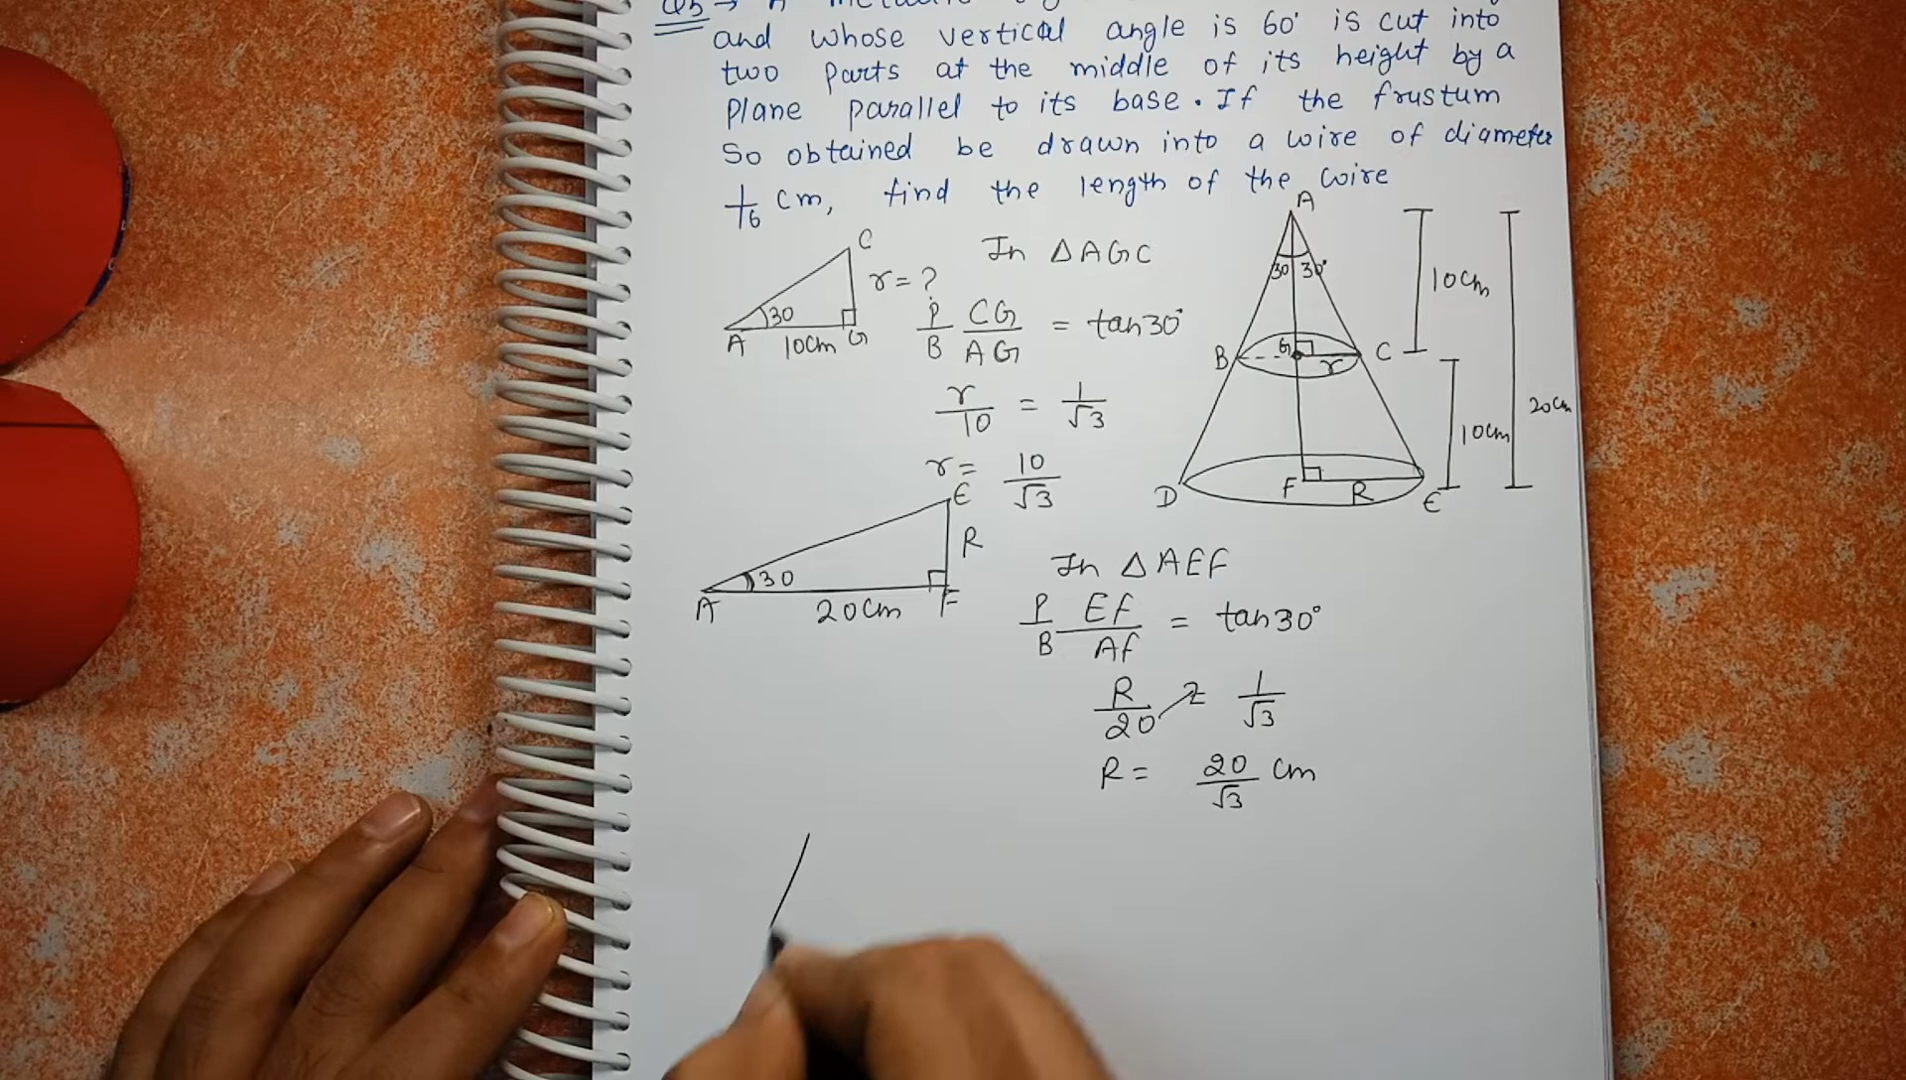 Q5 → A
and whose vertical angle is 60° is cut into
two parts at the middle of its height by a
Plane parallel to its base. If the frustum
So obtained be drawn into a wire of diameter
1/16 cm, find the length of the wire
A
30 30°
B G C
r
D F R E
10cm
10cm
20cm
C
r = ?
30
A 10cm G
In △AGC
P/B CG/AG = tan30°
r/10 = 1/√3
r = 10/√3
E
R
30
A 20cm F
In △AEF
P/B Ef/Af = tan30°
R/20 = 1/√3
R = 20/√3 cm